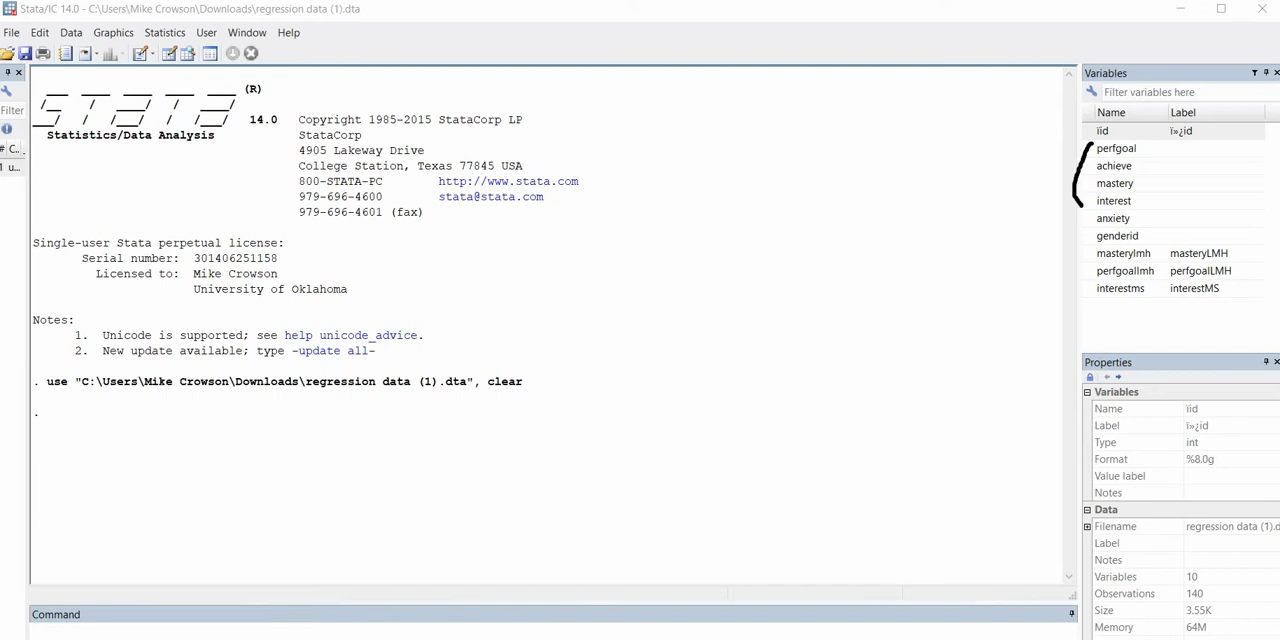 Stata/IC 14.0 - C:\Users\Mike Crowson\Downloads\regression data (1).dta
File Edit Data Graphics Statistics User Window Help
Filter
# C..
1 u...
(R)
14.0 Copyright 1985-2015 StataCorp LP
Statistics/Data Analysis StataCorp
4905 Lakeway Drive
College Station, Texas 77845 USA
800-STATA-PC http://www.stata.com
979-696-4600 stata@stata.com
979-696-4601 (fax)
Single-user Stata perpetual license:
Serial number: 301406251158
Licensed to: Mike Crowson
University of Oklahoma
Notes:
1. Unicode is supported; see help unicode_advice.
2. New update available; type -update all-
. use "C:\Users\Mike Crowson\Downloads\regression data (1).dta", clear
.
Command
Variables
Filter variables here
Name Label
ïid ï»¿id
perfgoal
achieve
mastery
interest
anxiety
genderid
masterylmh masteryLMH
perfgoallmh perfgoalLMH
interestms interestMS
Properties
Variables
Name ïid
Label ï»¿id
Type int
Format %8.0g
Value label
Notes
Data
Filename regression data (1).d
Label
Notes
Variables 10
Observations 140
Size 3.55K
Memory 64M